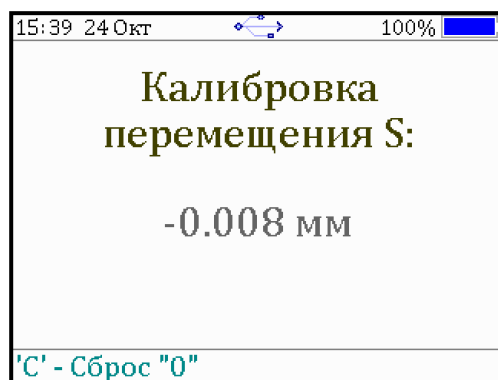 15:39 24 Окт 100%
Калибровка
перемещения S:
-0.008 мм
'C' - Сброс "0"